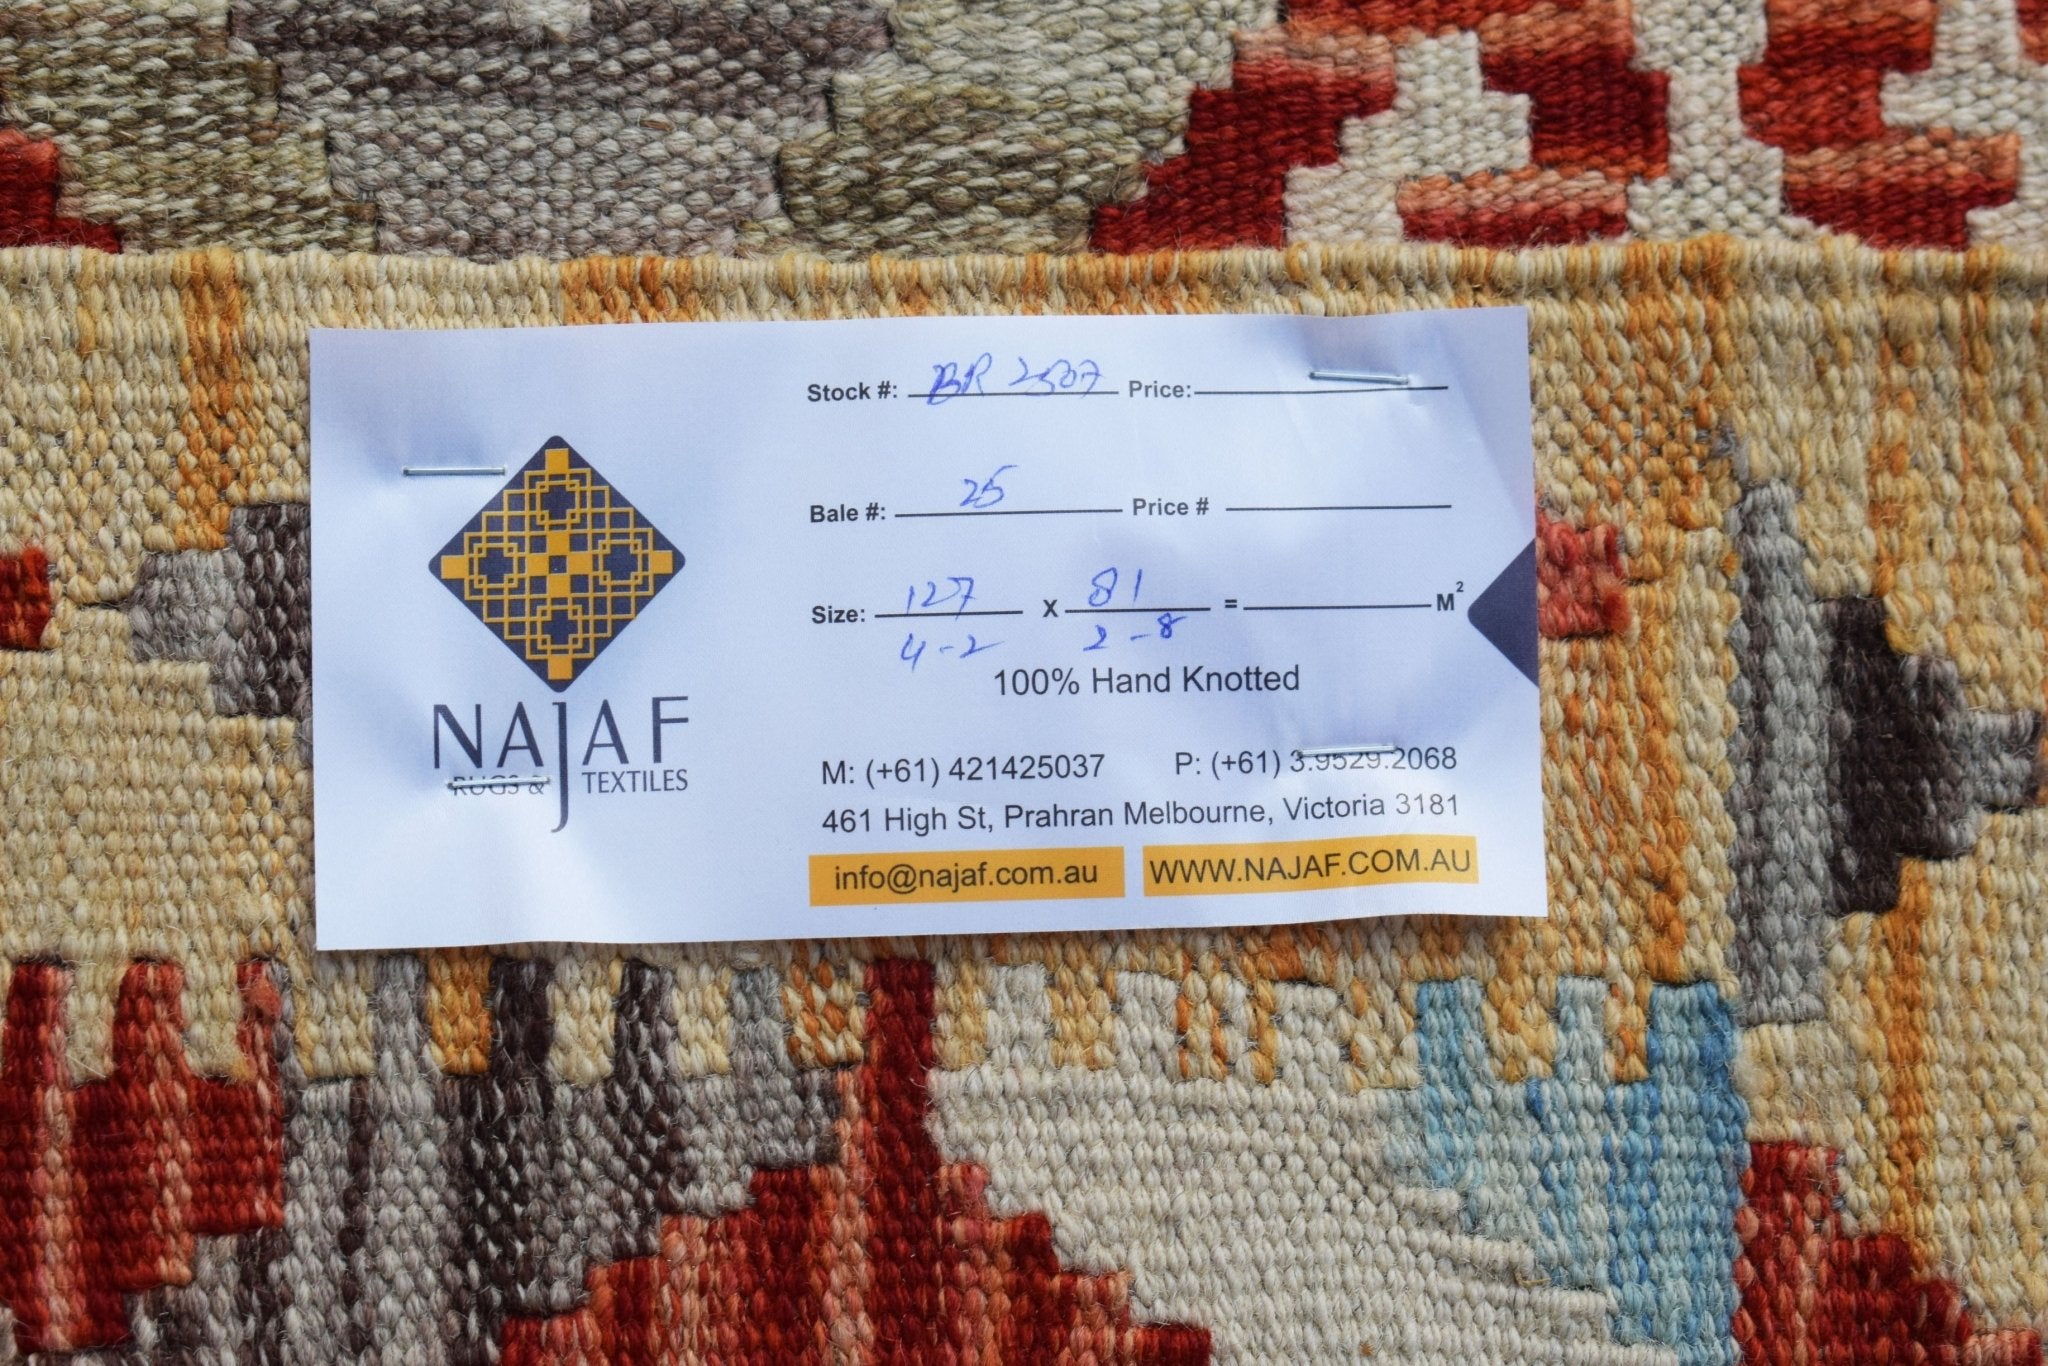 Stock #: BR 2507 Price:
Bale #: 25 Price #
Size: 127 X 81 = M²
4-2 2-8
100% Hand Knotted
NAJAF
RUGS & TEXTILES
M: (+61) 421425037 P: (+61) 3.9529.2068
461 High St, Prahran Melbourne, Victoria 3181
info@najaf.com.au WWW.NAJAF.COM.AU